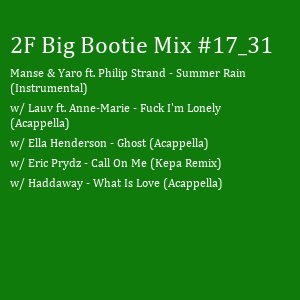 2F Big Bootie Mix #17_31
Manse & Yaro ft. Philip Strand - Summer Rain
(Instrumental)
w/ Lauv ft. Anne-Marie - Fuck I'm Lonely
(Acappella)
w/ Ella Henderson - Ghost (Acappella)
w/ Eric Prydz - Call On Me (Kepa Remix)
w/ Haddaway - What Is Love (Acappella)